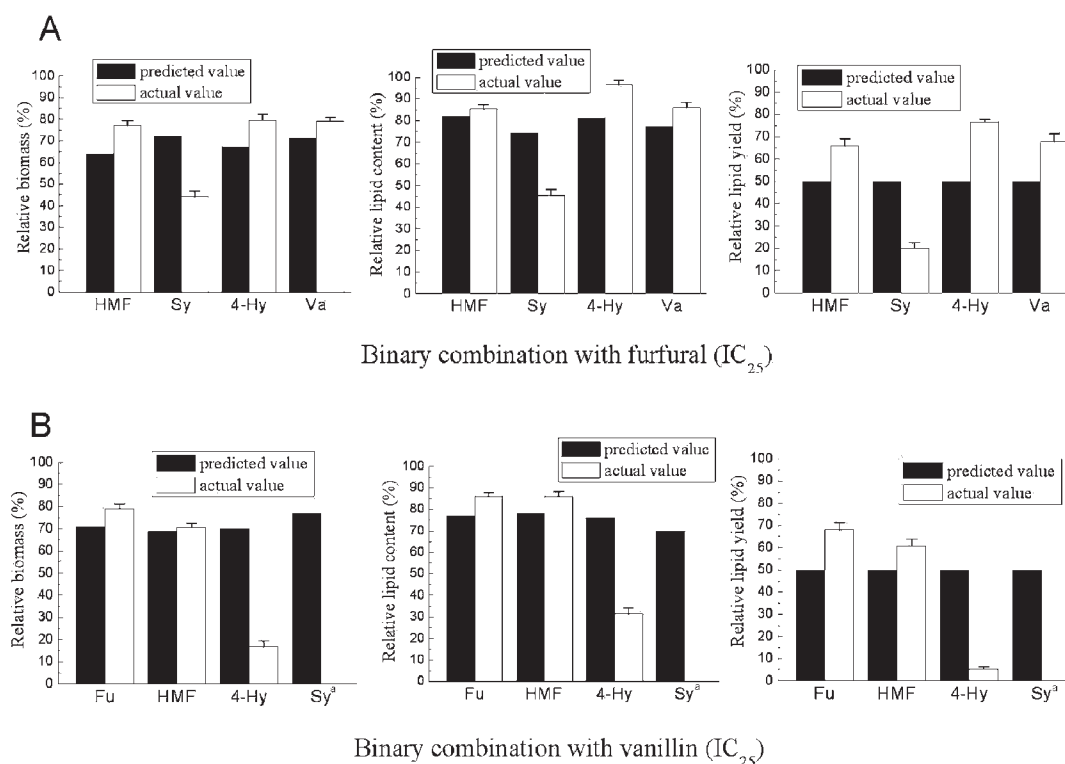 A
predicted value
actual value
Relative biomass (%)
100
90
80
70
60
50
40
30
20
10
0
HMF Sy 4-Hy Va
predicted value
actual value
Relative lipid content (%)
100
90
80
70
60
50
40
30
20
10
0
HMF Sy 4-Hy Va
predicted value
actual value
Relative lipid yield (%)
100
90
80
70
60
50
40
30
20
10
0
HMF Sy 4-Hy Va
Binary combination with furfural (IC25)
B
predicted value
actual value
Relative biomass (%)
100
90
80
70
60
50
40
30
20
10
0
Fu HMF 4-Hy Sya
predicted value
actual value
Relative lipid content (%)
100
90
80
70
60
50
40
30
20
10
0
Fu HMF 4-Hy Sya
predicted value
actual value
Relative lipid yield (%)
100
90
80
70
60
50
40
30
20
10
0
Fu HMF 4-Hy Sya
Binary combination with vanillin (IC25)